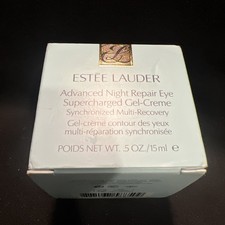 ESTĒE LAUDER
Advanced Night Repair Eye
Supercharged Gel-Creme
Synchronized Multi-Recovery
Gel-crème contour des yeux
multi-réparation synchronisée
POIDS NET WT. .5 OZ./15ml ℮